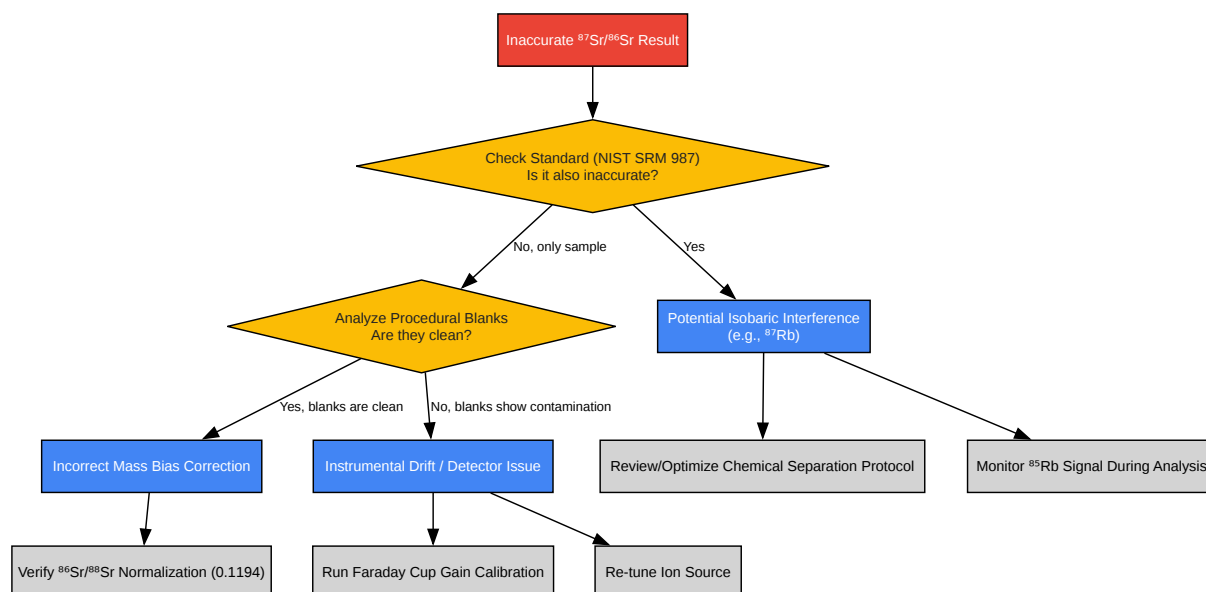 Inaccurate ⁸⁷Sr/⁸⁶Sr Result
Check Standard (NIST SRM 987)
Is it also inaccurate?
No, only sample
Yes
Analyze Procedural Blanks
Are they clean?
Potential Isobaric Interference
(e.g., ⁸⁷Rb)
Yes, blanks are clean
No, blanks show contamination
Incorrect Mass Bias Correction
Instrumental Drift / Detector Issue
Review/Optimize Chemical Separation Protocol
Monitor ⁸⁵Rb Signal During Analysis
Verify ⁸⁶Sr/⁸⁸Sr Normalization (0.1194)
Run Faraday Cup Gain Calibration
Re-tune Ion Source